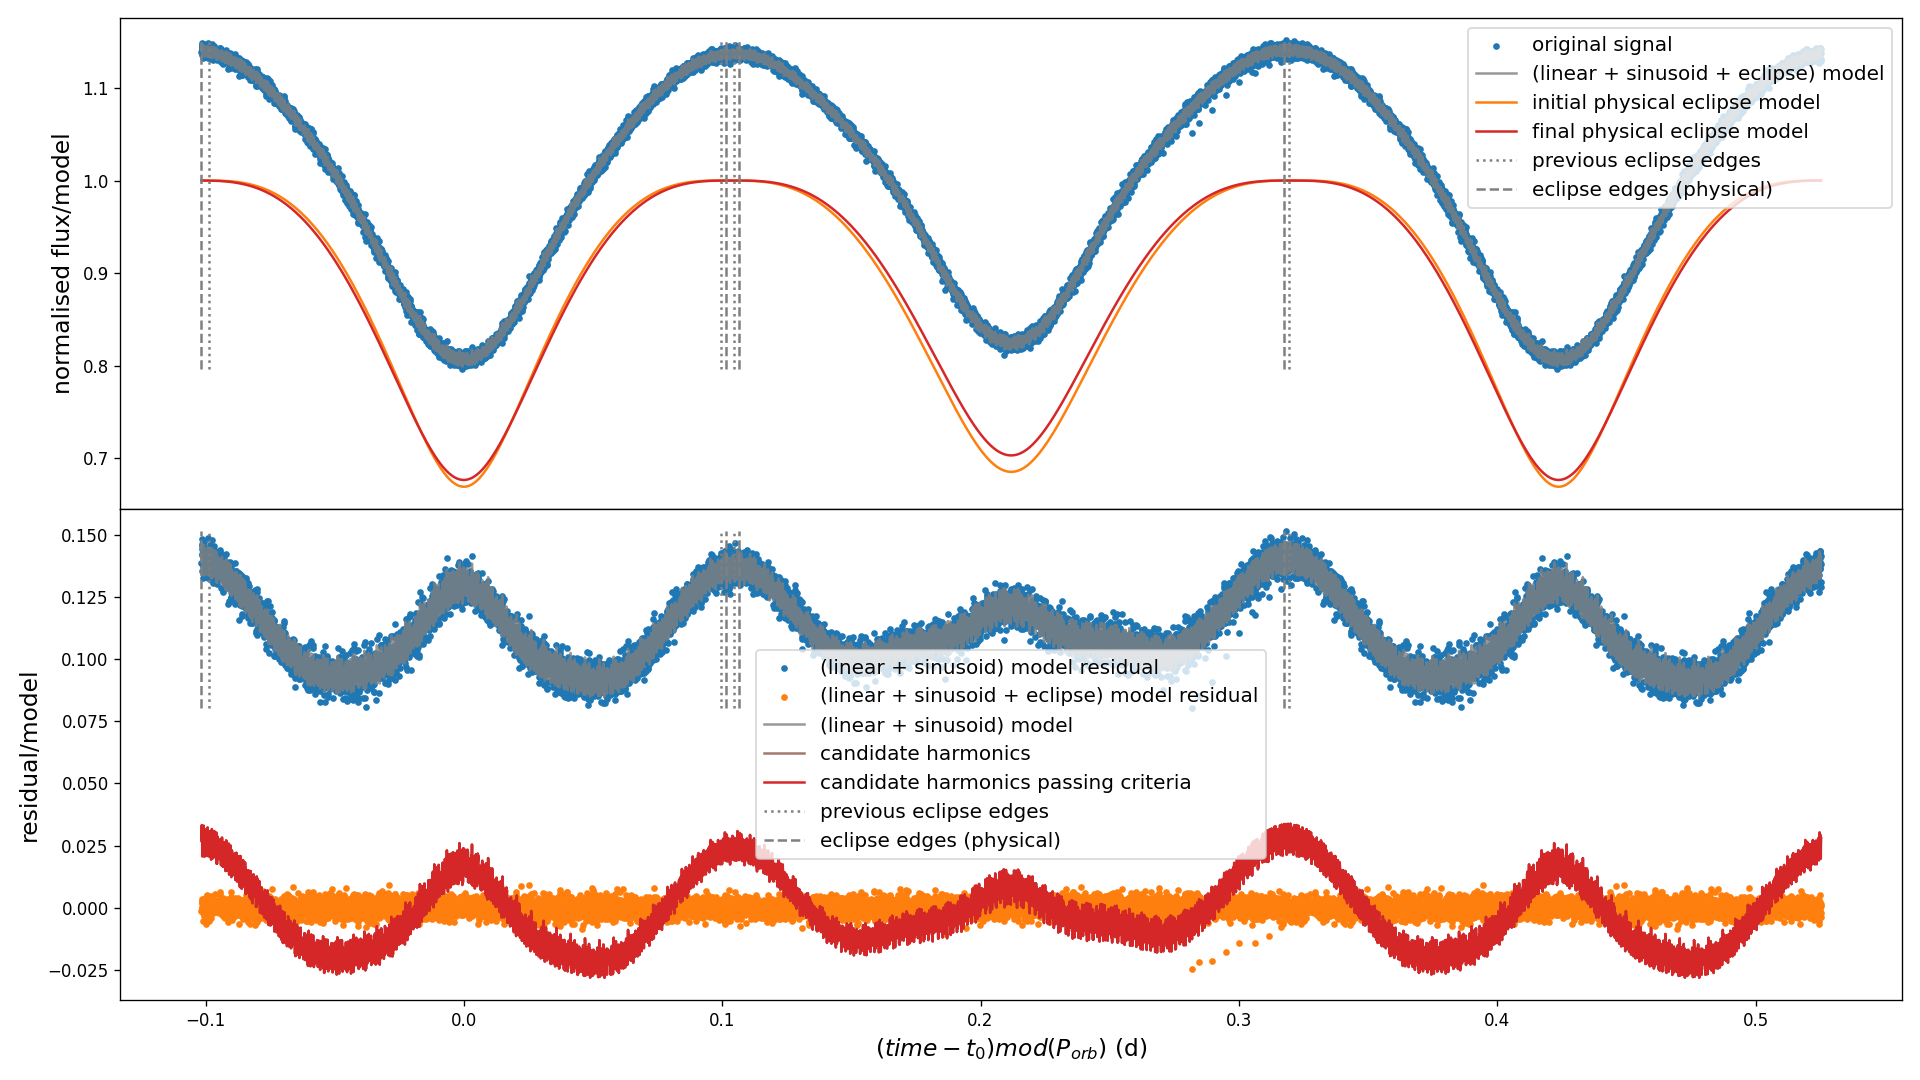 normalised flux/model
1.1
1.0
0.9
0.8
0.7
original signal
(linear + sinusoid + eclipse) model
initial physical eclipse model
final physical eclipse model
previous eclipse edges
eclipse edges (physical)
residual/model
0.150
0.125
0.100
0.075
0.050
0.025
0.000
−0.025
(linear + sinusoid) model residual
(linear + sinusoid + eclipse) model residual
(linear + sinusoid) model
candidate harmonics
candidate harmonics passing criteria
previous eclipse edges
eclipse edges (physical)
−0.1 0.0 0.1 0.2 0.3 0.4 0.5
(time − t₀)mod(Pₒᵣb) (d)